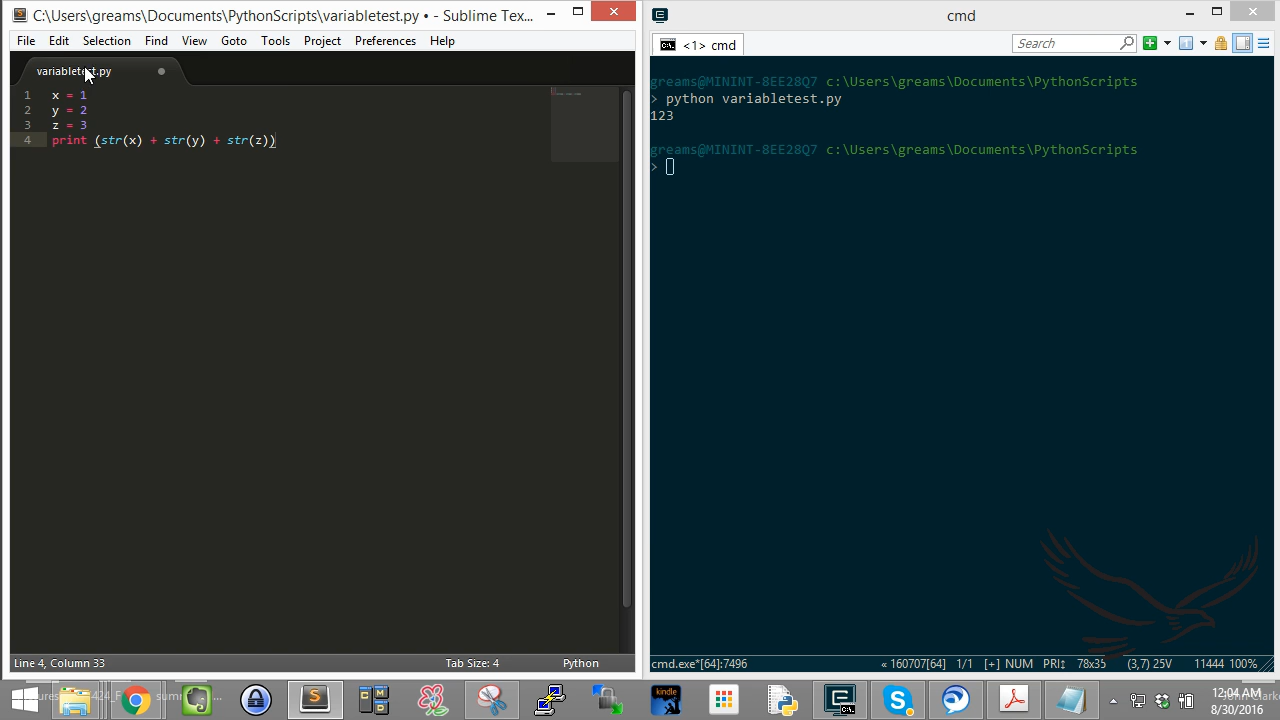 C:\Users\greams\Documents\PythonScripts\variabletest.py • - Sublime Tex...
File Edit Selection Find View Goto Tools Project Preferences Help
variabletest.py
1 x = 1
2 y = 2
3 z = 3
4 print (str(x) + str(y) + str(z))
Line 4, Column 33
Tab Size: 4
Python
cmd
<1> cmd
Search
greams@MININT-8EE28Q7 c:\Users\greams\Documents\PythonScripts
> python variabletest.py
123
greams@MININT-8EE28Q7 c:\Users\greams\Documents\PythonScripts
>
cmd.exe*[64]:7496
« 160707[64] 1/1 [+] NUM PRI↕ 78x35 (3,7) 25V 11444 100%
kindle
12:04 AM
8/30/2016